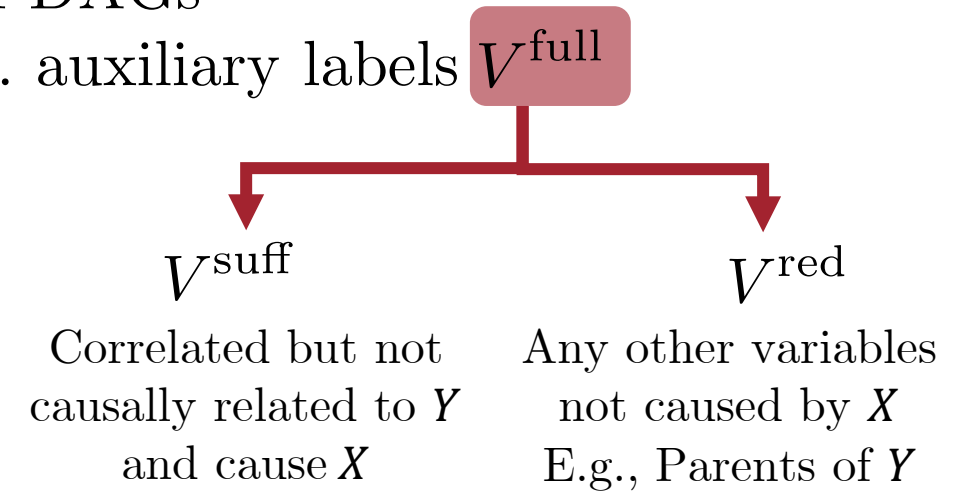 DAGs
. auxiliary labels V^full
V^suff
V^red
Correlated but not
causally related to Y
and cause X
Any other variables
not caused by X
E.g., Parents of Y